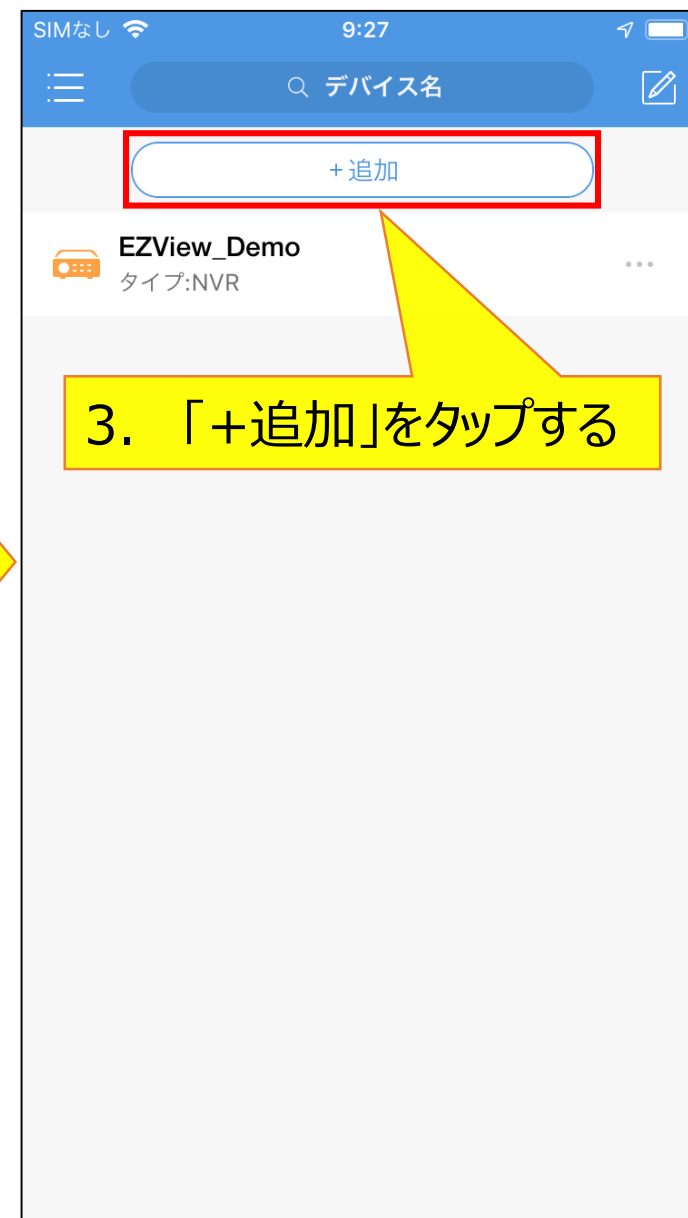 SIMなし 9:27
デバイス名
+追加
EZView_Demo
タイプ:NVR
3. 「+追加」をタップする